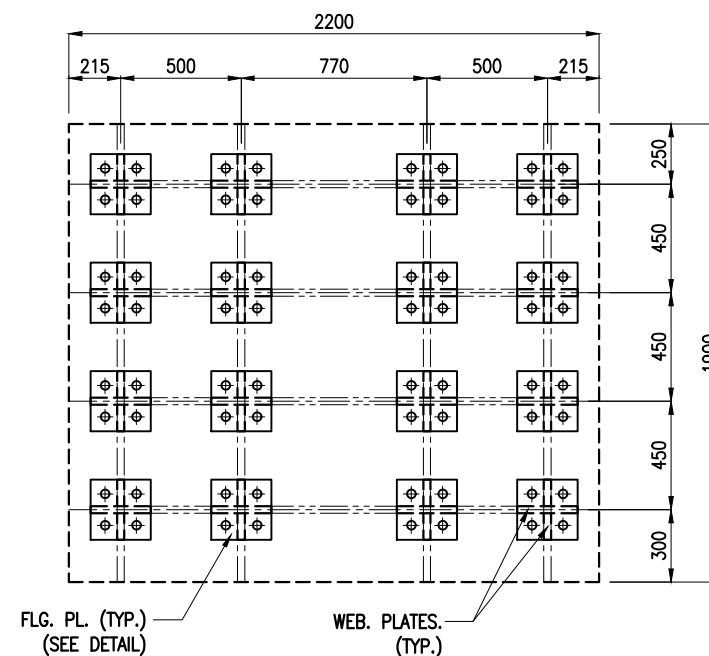 2200
215 500 770 500 215
250
450
450
450
300
FLG. PL. (TYP.)
(SEE DETAIL)
WEB. PLATES.
(TYP.)